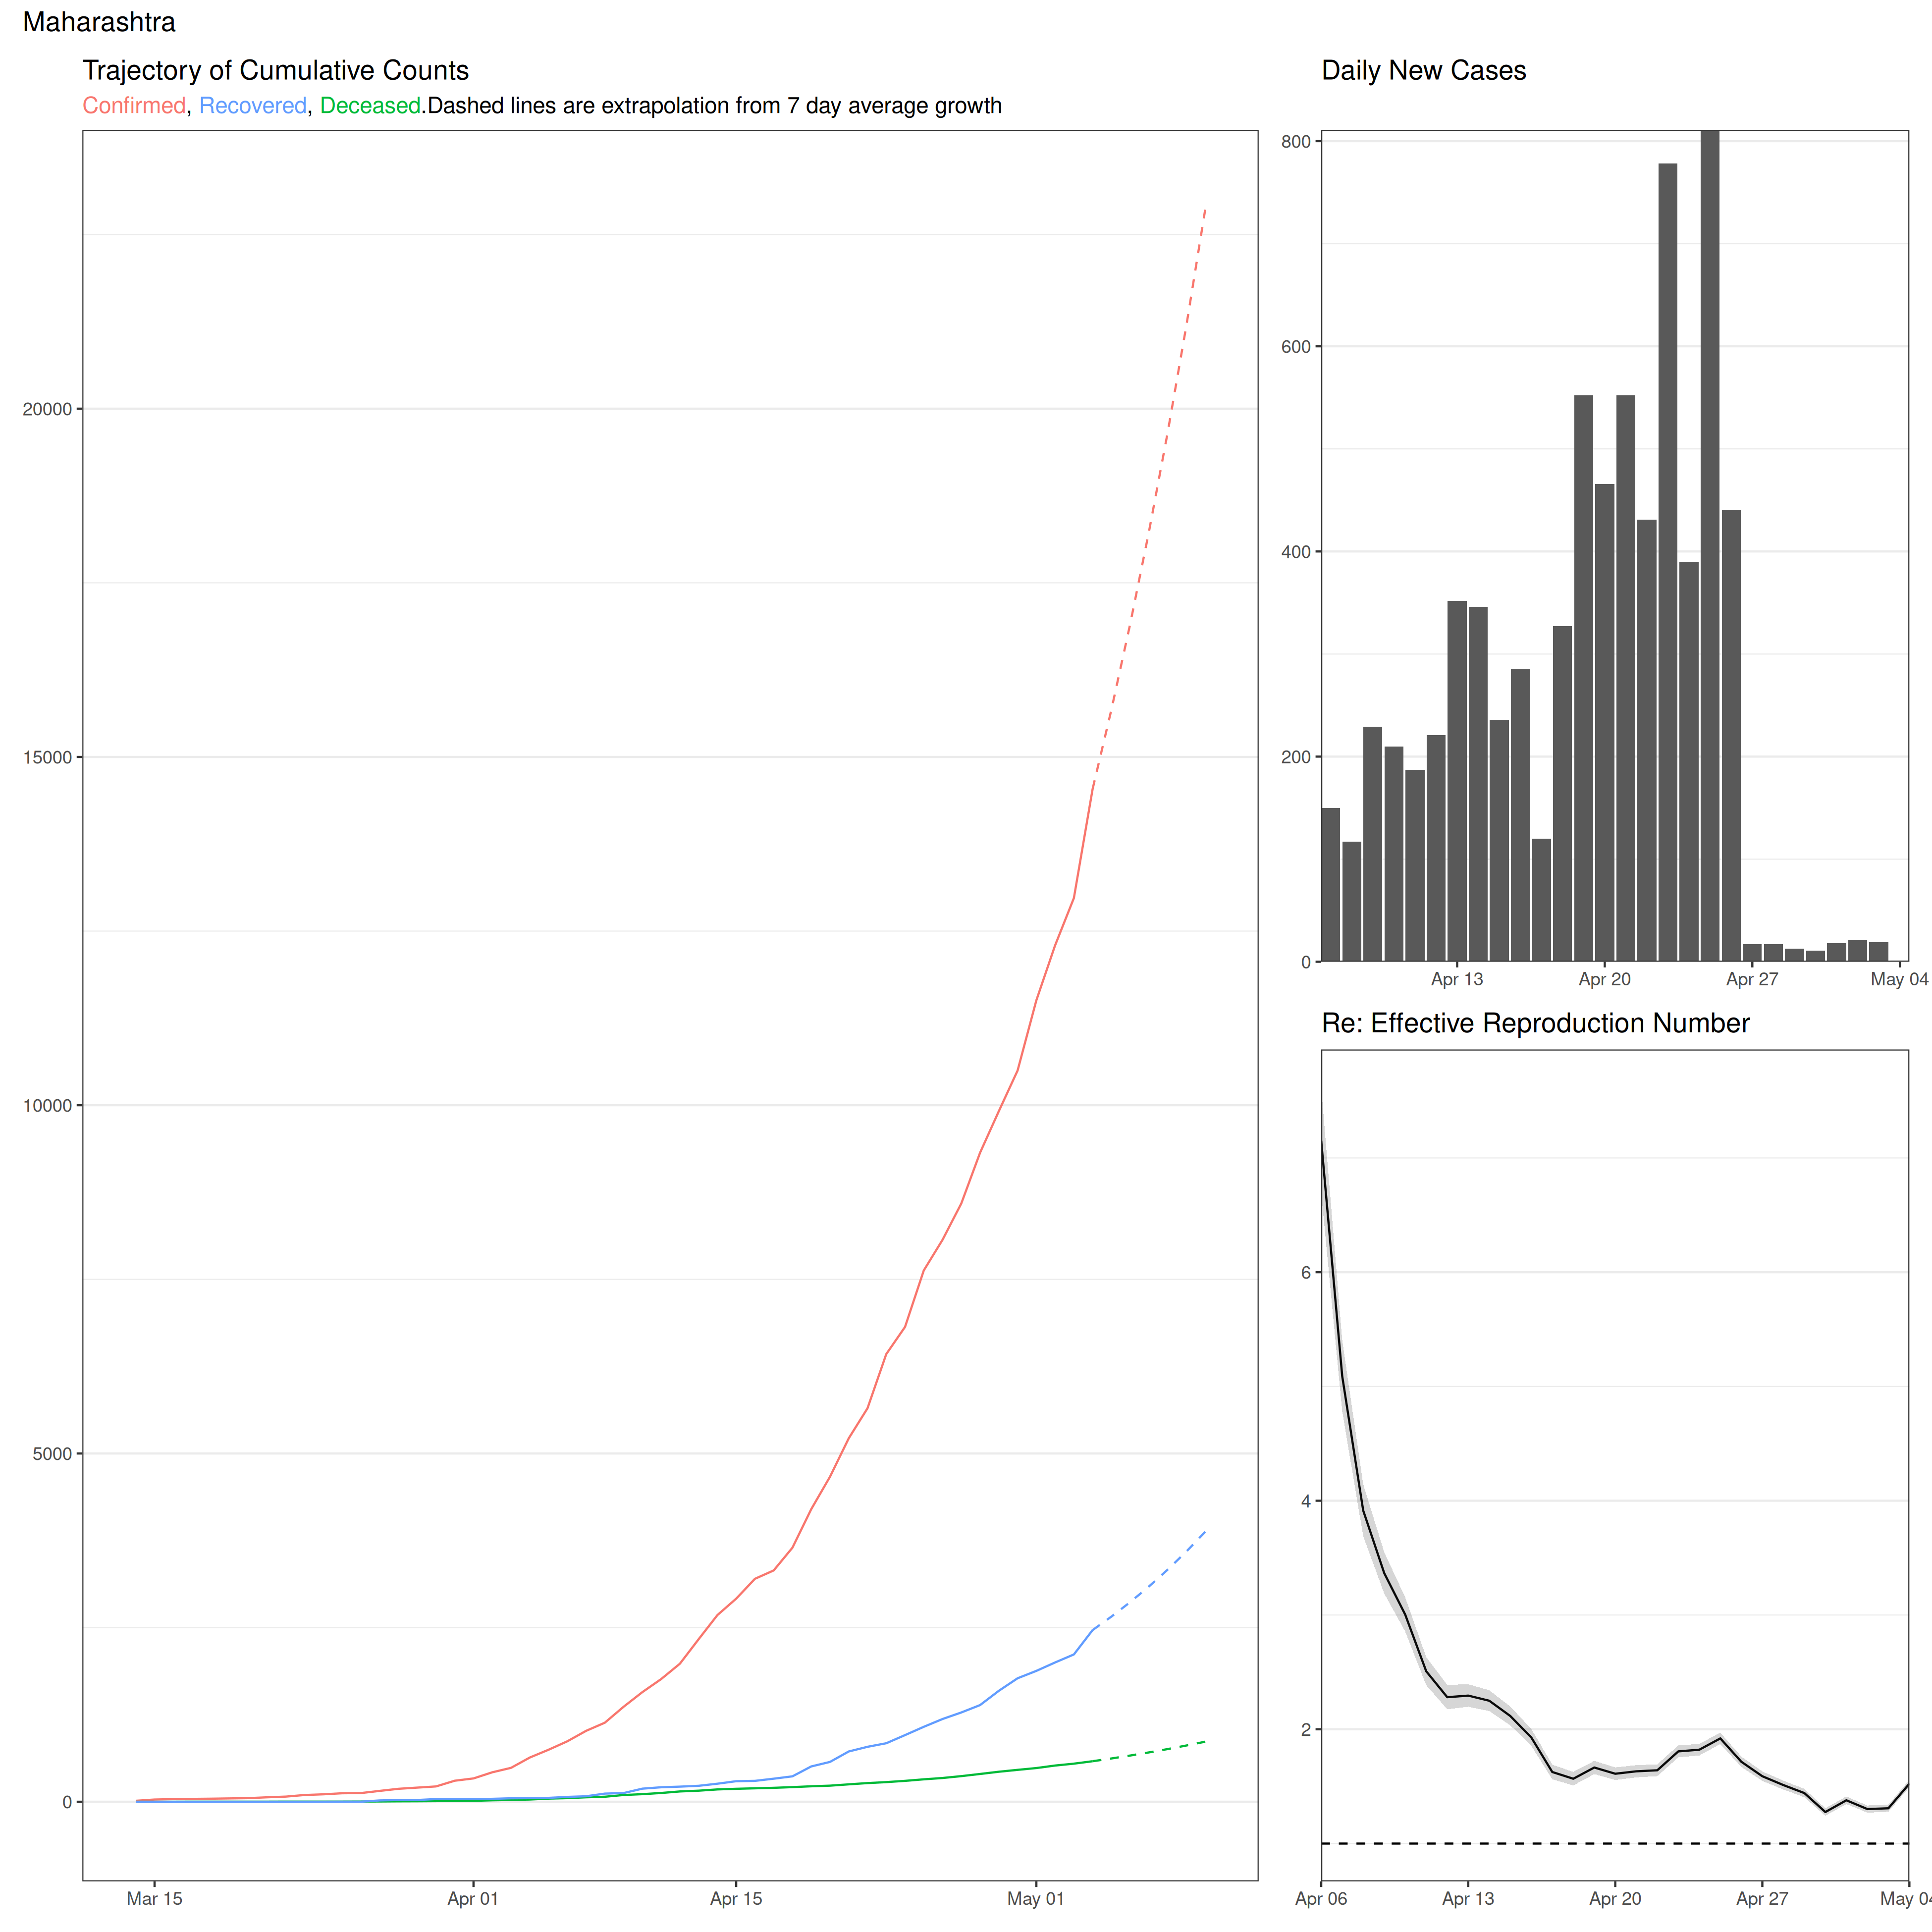 Maharashtra
Trajectory of Cumulative Counts
Confirmed, Recovered, Deceased.Dashed lines are extrapolation from 7 day average growth
20000
15000
10000
5000
0
Mar 15 Apr 01 Apr 15 May 01
Daily New Cases
800
600
400
200
0
Apr 13 Apr 20 Apr 27 May 04
Re: Effective Reproduction Number
6
4
2
Apr 06 Apr 13 Apr 20 Apr 27 May 04